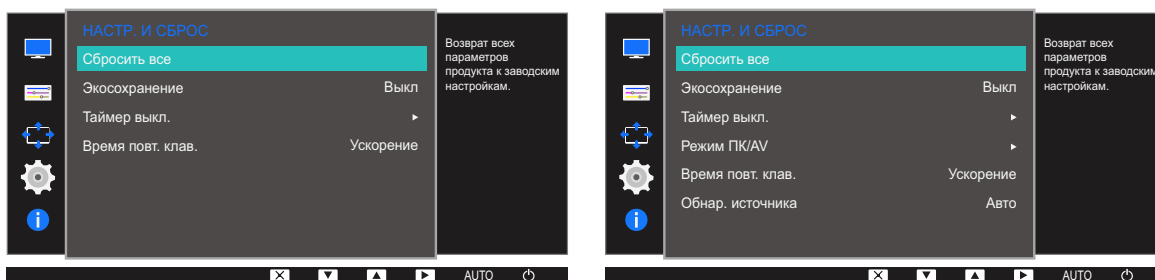 НАСТР. И СБРОС
Сбросить все
Экосохранение Выкл
Таймер выкл.
Время повт. клав. Ускорение
Возврат всех
параметров
продукта к заводским
настройкам.
AUTO
НАСТР. И СБРОС
Сбросить все
Экосохранение Выкл
Таймер выкл.
Режим ПК/AV
Время повт. клав. Ускорение
Обнар. источника Авто
Возврат всех
параметров
продукта к заводским
настройкам.
AUTO